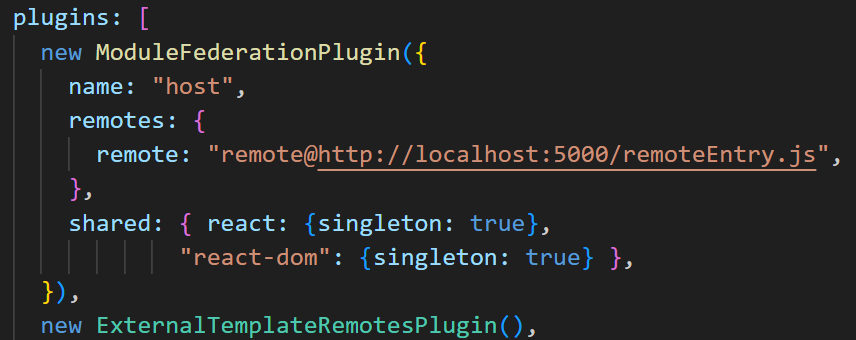 plugins: [
new ModuleFederationPlugin({
name: "host",
remotes: {
remote: "remote@http://localhost:5000/remoteEntry.js",
},
shared: { react: {singleton: true},
"react-dom": {singleton: true} },
}),
new ExternalTemplateRemotesPlugin(),